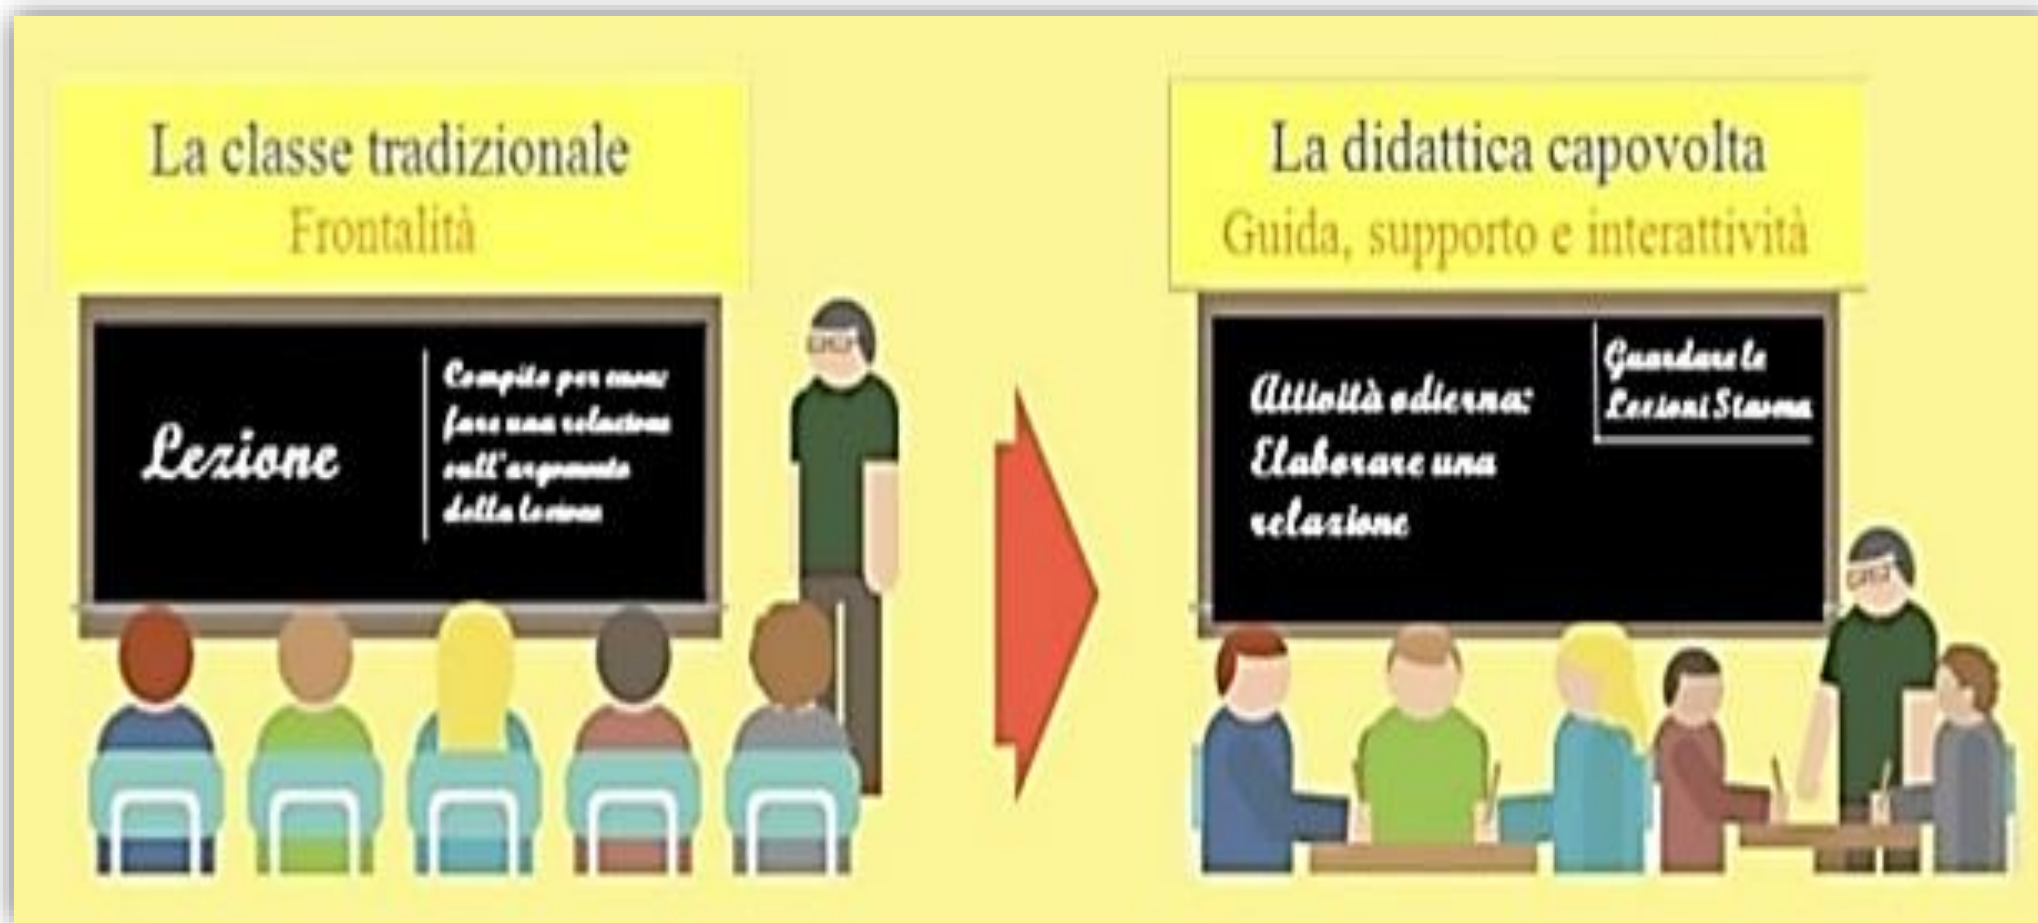 La classe tradizionale
Frontalità
Lezione
Compito per casa:
fare una relazione
sull'argomento
della lezione
La didattica capovolta
Guida, supporto e interattività
Attività odierna:
Elaborare una
relazione
Guardare le
Lezioni